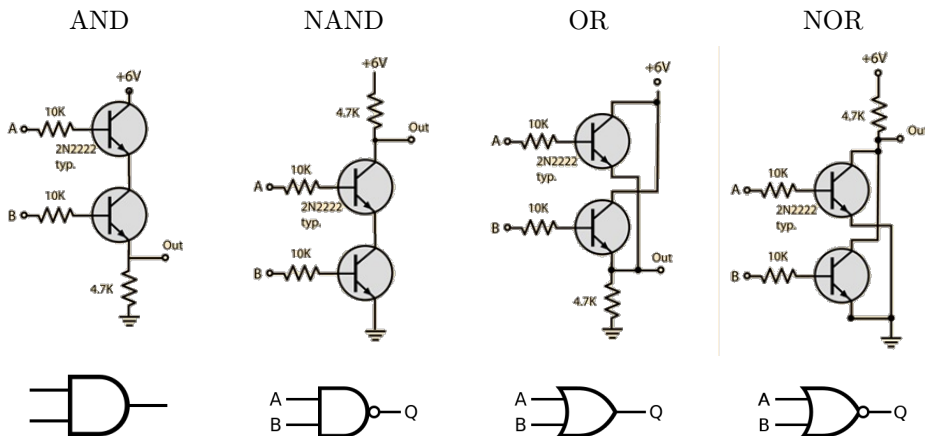 AND
NAND
OR
NOR
+6V
10K
A
2N2222
typ.
10K
B
Out
4.7K
+6V
4.7K
Out
10K
A
2N2222
typ.
10K
B
+6V
10K
A
2N2222
typ.
10K
B
Out
4.7K
+6V
4.7K
Out
10K
A
2N2222
typ.
10K
B
A
B
Q
A
B
Q
A
B
Q